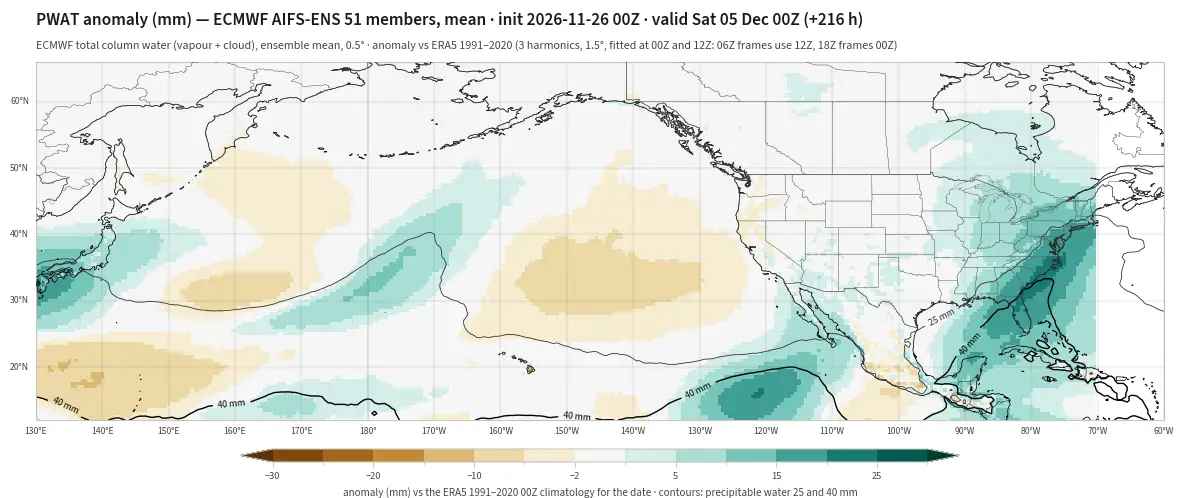 PWAT anomaly (mm) — ECMWF AIFS-ENS 51 members, mean · init 2026-11-26 00Z · valid Sat 05 Dec 00Z (+216 h)
ECMWF total column water (vapour + cloud), ensemble mean, 0.5° · anomaly vs ERA5 1991–2020 (3 harmonics, 1.5°, fitted at 00Z and 12Z: 06Z frames use 12Z, 18Z frames 00Z)
60°N
50°N
40°N
30°N
25 mm
40 mm
20°N
40 mm
40 mm
40 mm
40 mm
130°E 140°E 150°E 160°E 170°E 180° 170°W 160°W 150°W 140°W 130°W 120°W 110°W 100°W 90°W 80°W 70°W 60°W
−30 −20 −10 −2 5 15 25
anomaly (mm) vs the ERA5 1991–2020 00Z climatology for the date · contours: precipitable water 25 and 40 mm